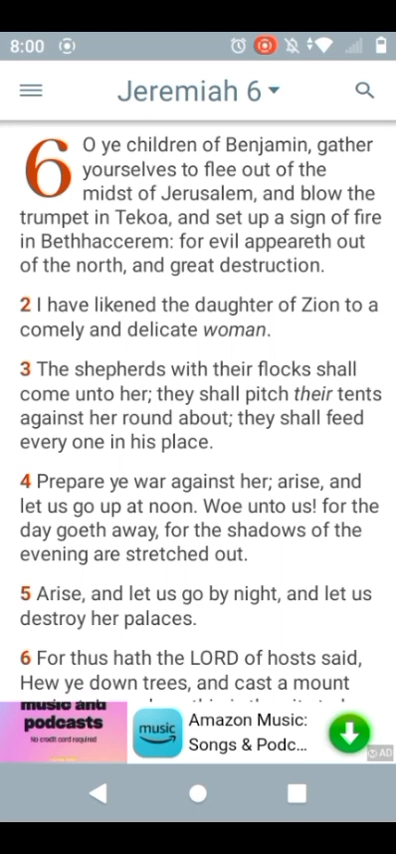 8:00
Jeremiah 6
6 O ye children of Benjamin, gather
yourselves to flee out of the
midst of Jerusalem, and blow the
trumpet in Tekoa, and set up a sign of fire
in Bethhaccerem: for evil appeareth out
of the north, and great destruction.
2 I have likened the daughter of Zion to a
comely and delicate woman.
3 The shepherds with their flocks shall
come unto her; they shall pitch their tents
against her round about; they shall feed
every one in his place.
4 Prepare ye war against her; arise, and
let us go up at noon. Woe unto us! for the
day goeth away, for the shadows of the
evening are stretched out.
5 Arise, and let us go by night, and let us
destroy her palaces.
6 For thus hath the LORD of hosts said,
Hew ye down trees, and cast a mount
music and
podcasts
No credit card required
music
Amazon Music:
Songs & Podc...
AD